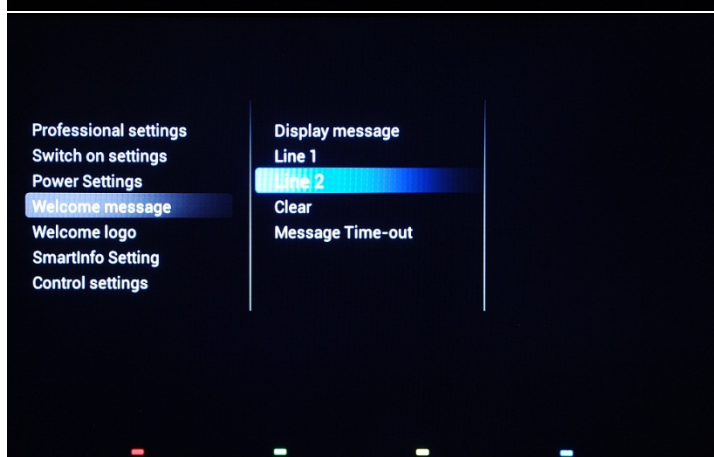 Professional settings
Switch on settings
Power Settings
Welcome message
Welcome logo
SmartInfo Setting
Control settings
Display message
Line 1
Line 2
Clear
Message Time-out